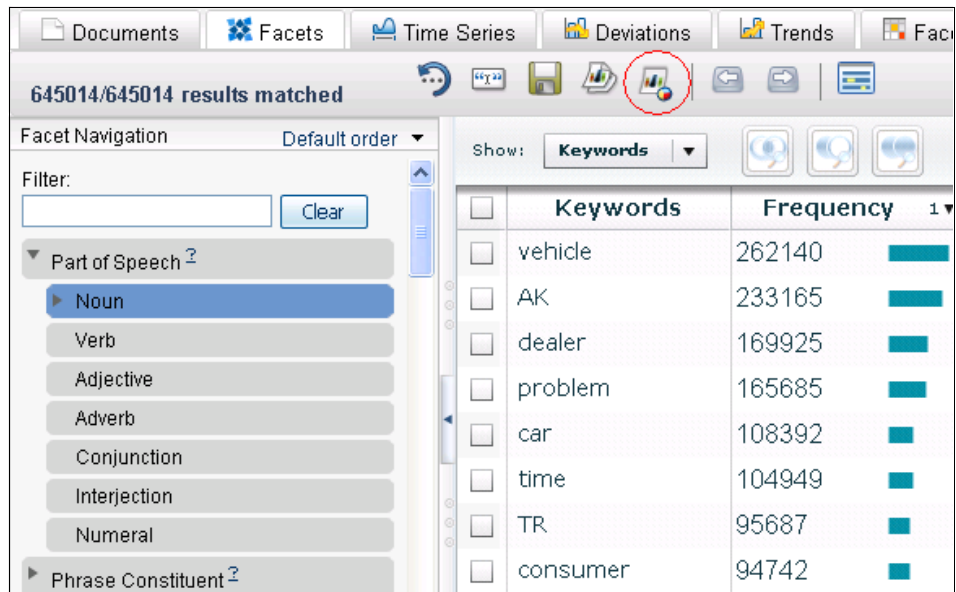 Documents Facets Time Series Deviations Trends
645014/645014 results matched
Facet Navigation Default order
Show: Keywords
Filter:
Clear
Keywords Frequency 1
Part of Speech ?
vehicle 262140
Noun
AK 233165
Verb
dealer 169925
Adjective
problem 165685
Adverb
car 108392
Conjunction
time 104949
Interjection
TR 95687
Numeral
consumer 94742
Phrase Constituent ?